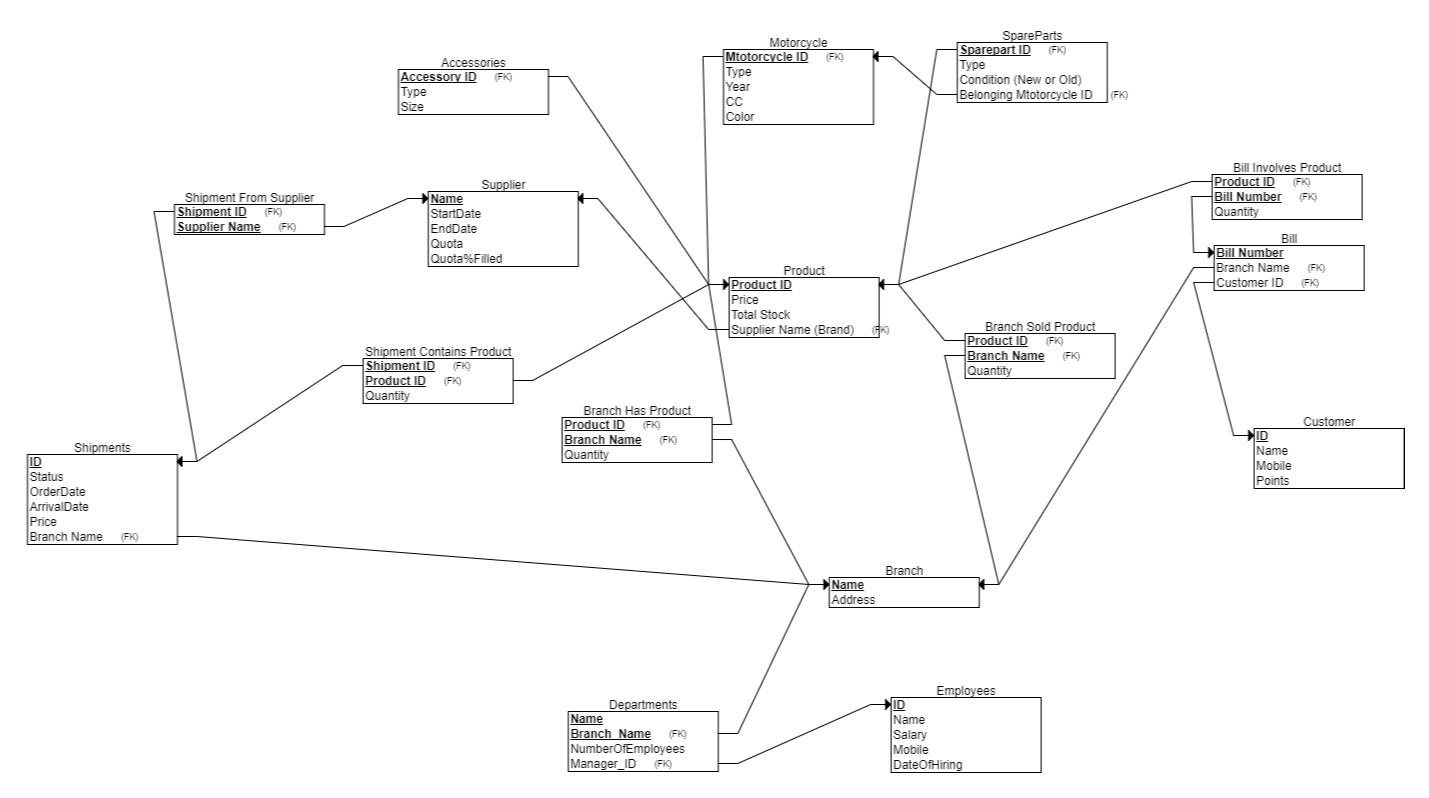 Accessories
Accessory ID (FK)
Type
Size
Motorcycle
Mtotorcycle ID (FK)
Type
Year
CC
Color
SpareParts
Sparepart ID (FK)
Type
Condition (New or Old)
Belonging Mtotorcycle ID (FK)
Shipment From Supplier
Shipment ID (FK)
Supplier Name (FK)
Supplier
Name
StartDate
EndDate
Quota
Quota%Filled
Bill Involves Product
Product ID (FK)
Bill Number (FK)
Quantity
Bill
Bill Number
Branch Name (FK)
Customer ID (FK)
Product
Product ID
Price
Total Stock
Supplier Name (Brand) (FK)
Branch Sold Product
Product ID (FK)
Branch Name (FK)
Quantity
Shipment Contains Product
Shipment ID (FK)
Product ID (FK)
Quantity
Branch Has Product
Product ID (FK)
Branch Name (FK)
Quantity
Customer
ID
Name
Mobile
Points
Shipments
ID
Status
OrderDate
ArrivalDate
Price
Branch Name (FK)
Branch
Name
Address
Departments
Name
Branch_Name (FK)
NumberOfEmployees
Manager_ID (FK)
Employees
ID
Name
Salary
Mobile
DateOfHiring